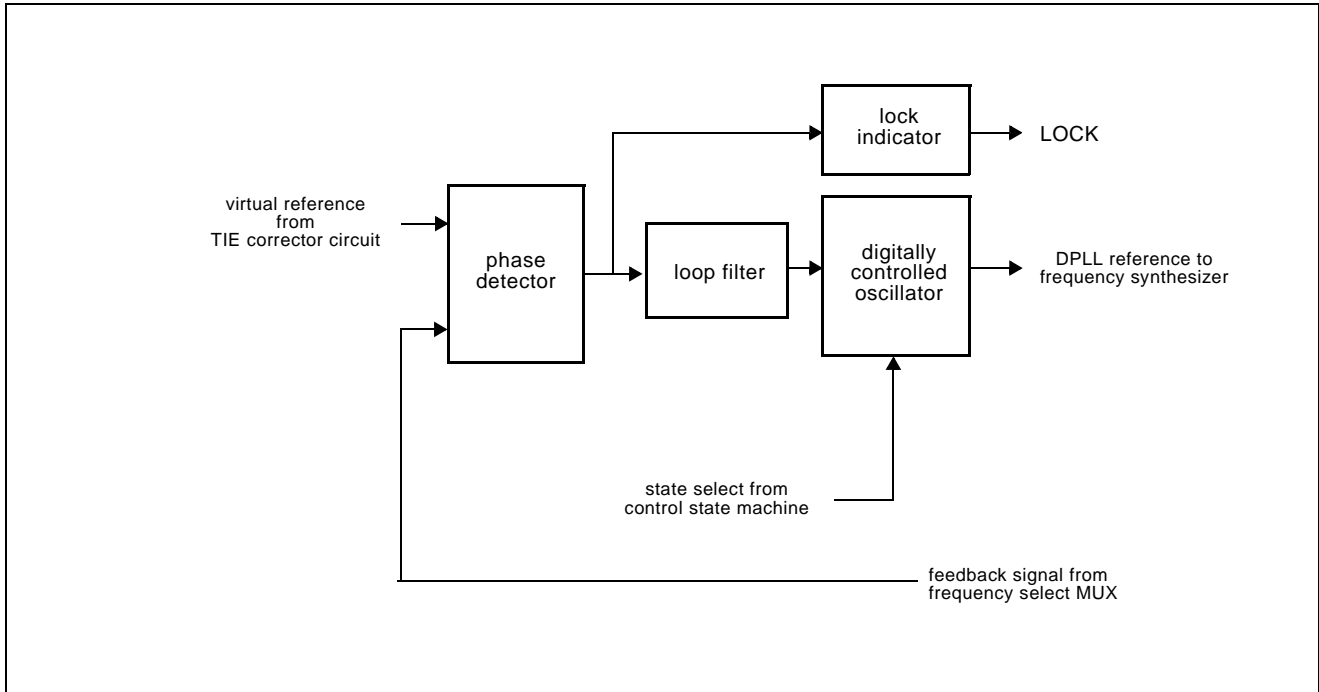 lock
indicator
LOCK
virtual reference
from
TIE corrector circuit
phase
detector
loop filter
digitally
controlled
oscillator
DPLL reference to
frequency synthesizer
state select from
control state machine
feedback signal from
frequency select MUX